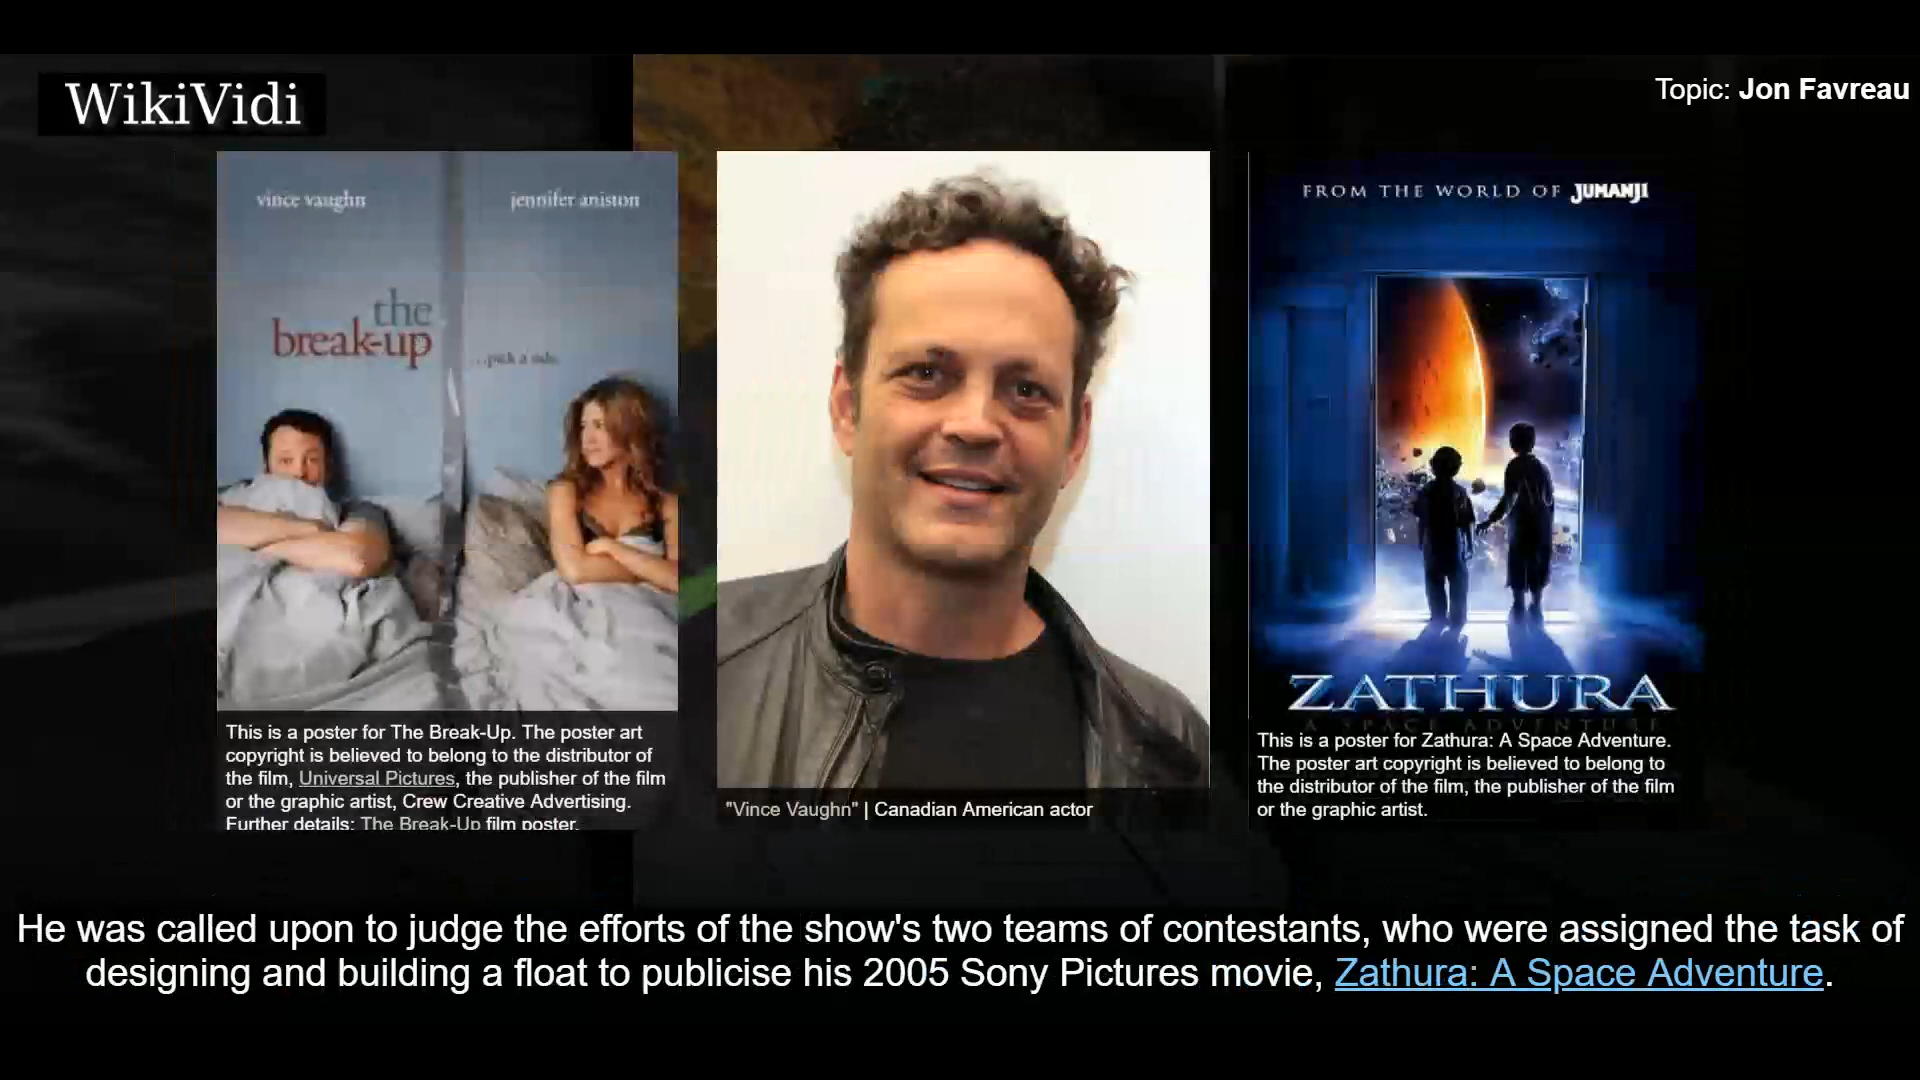 WikiVidi
Topic: Jon Favreau
vince vaughn
jennifer aniston
the
break-up
...pick a side.
This is a poster for The Break-Up. The poster art
copyright is believed to belong to the distributor of
the film, Universal Pictures, the publisher of the film
or the graphic artist, Crew Creative Advertising.
Further details: The Break-Up film poster.
"Vince Vaughn" | Canadian American actor
FROM THE WORLD OF JUMANJI
ZATHURA
A SPACE ADVENTURE
This is a poster for Zathura: A Space Adventure.
The poster art copyright is believed to belong to
the distributor of the film, the publisher of the film
or the graphic artist.
He was called upon to judge the efforts of the show's two teams of contestants, who were assigned the task of
designing and building a float to publicise his 2005 Sony Pictures movie, Zathura: A Space Adventure.